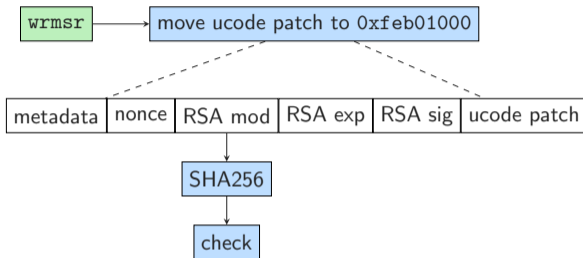 wrmsr move ucode patch to 0xfeb01000
metadata nonce RSA mod RSA exp RSA sig ucode patch
SHA256
check